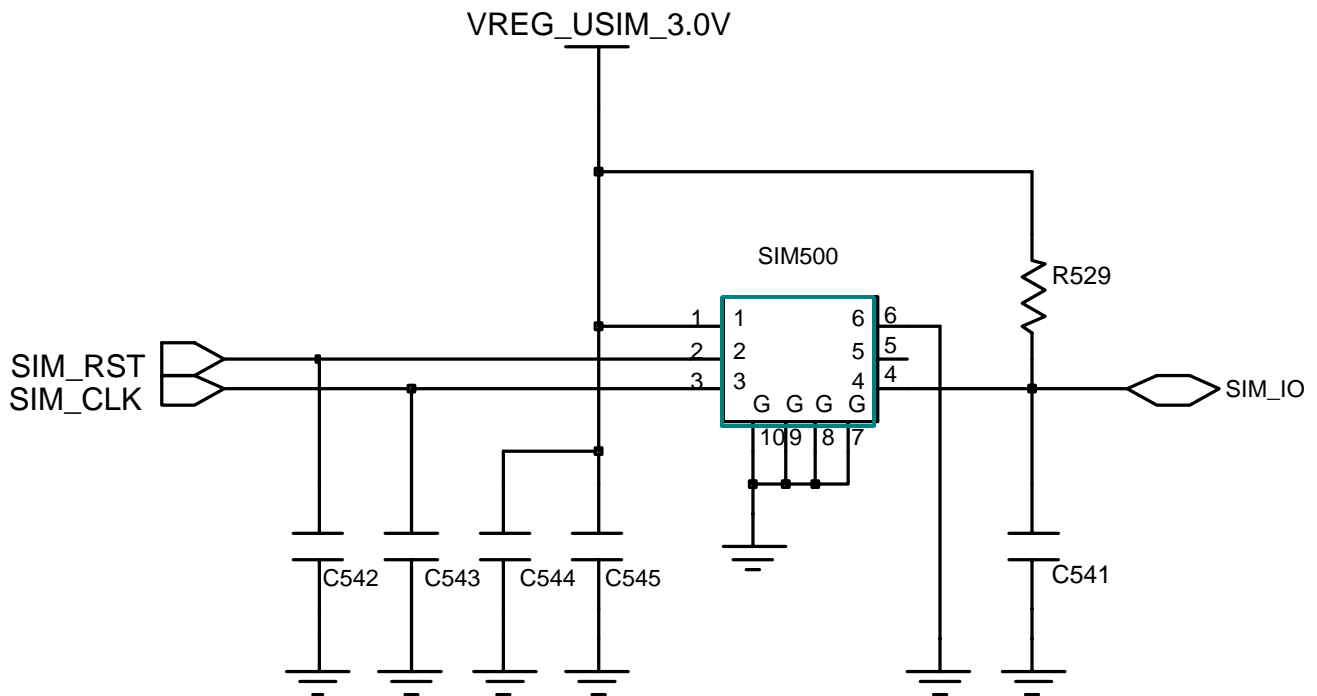 VREG_USIM_3.0V
SIM500
R529
1 1 6 6
SIM_RST 2 2 5 5
SIM_CLK 3 3 4 4 SIM_IO
G G G G
10 9 8 7
C542 C543 C544 C545 C541